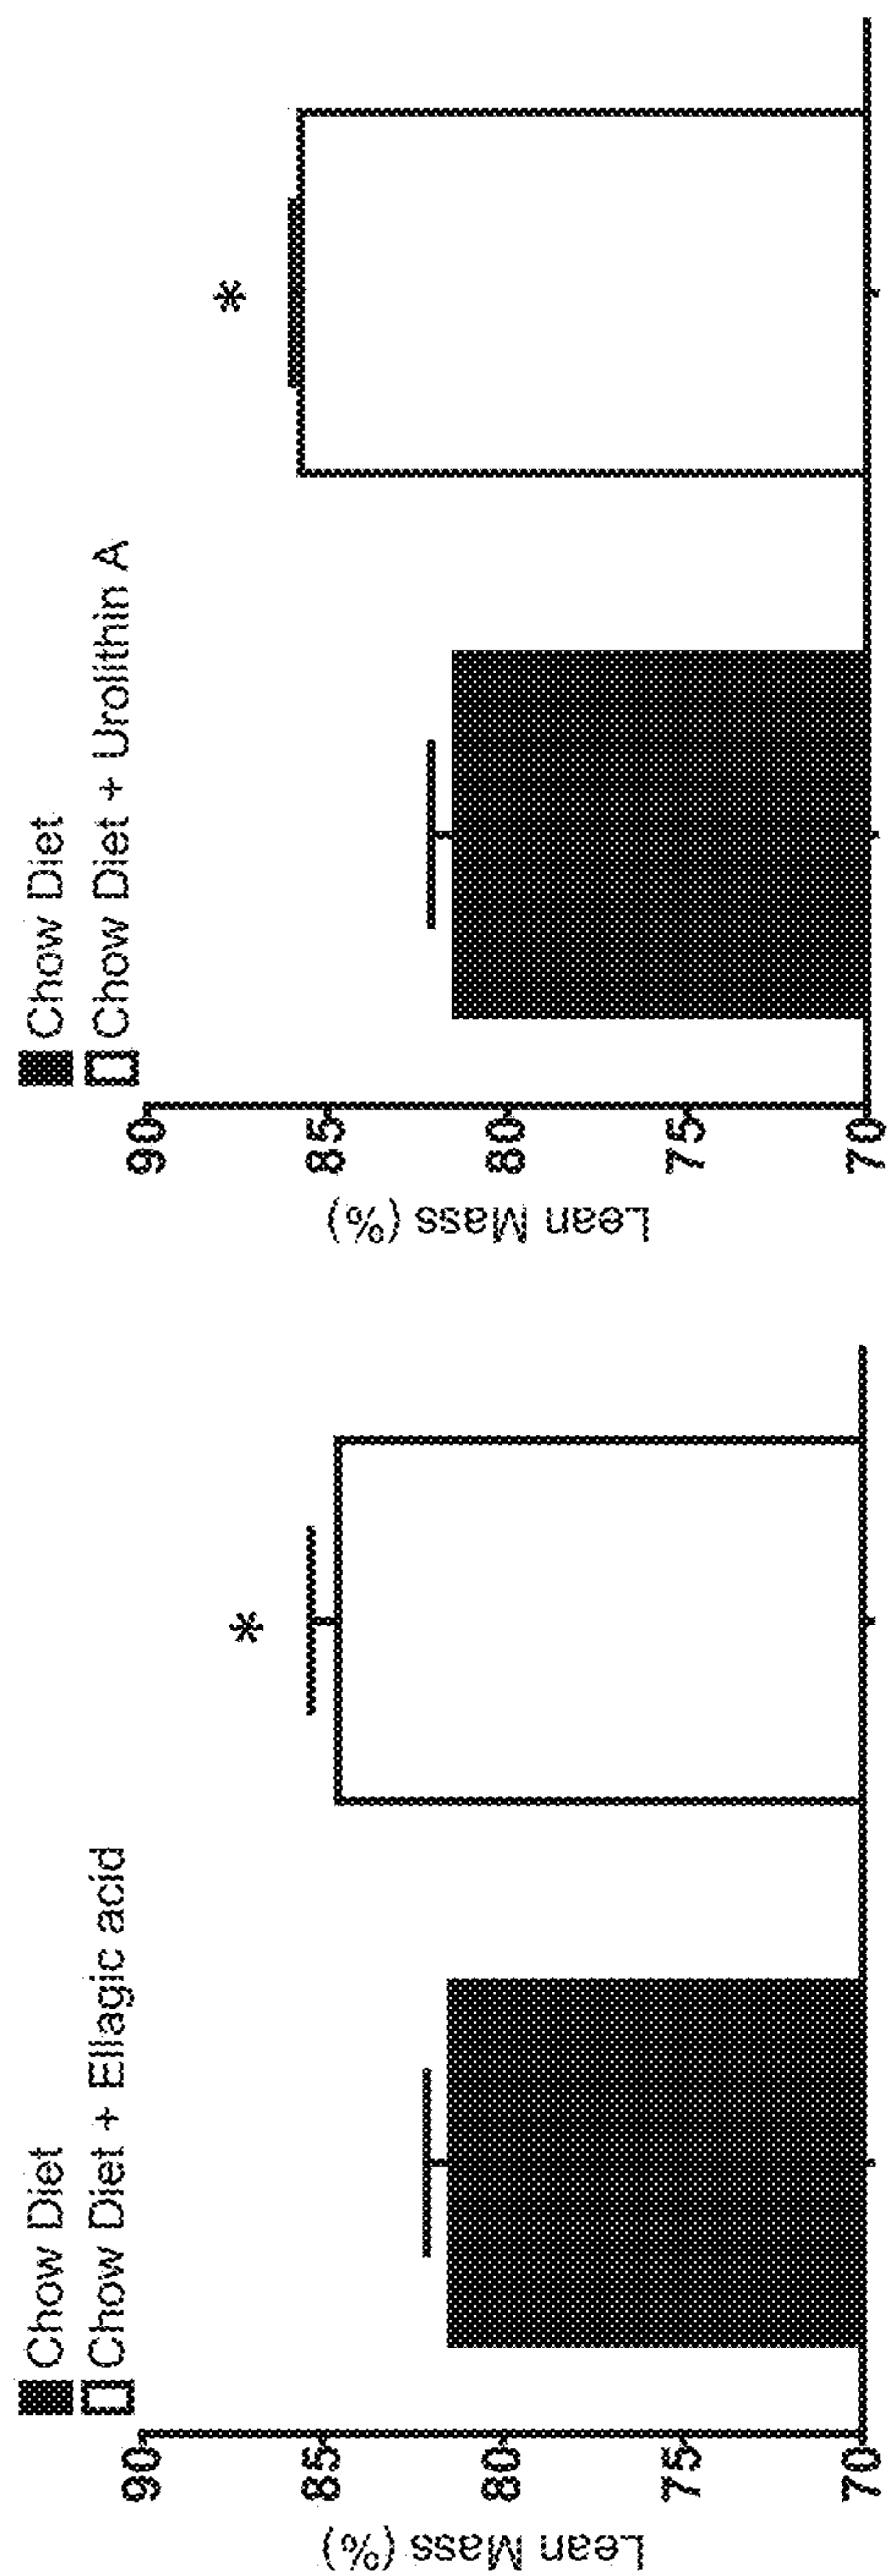 Chow Diet
Chow Diet + Ellagic acid
Lean Mass (%)
90
85
80
75
70
*
Chow Diet
Chow Diet + Urolithin A
Lean Mass (%)
90
85
80
75
70
*